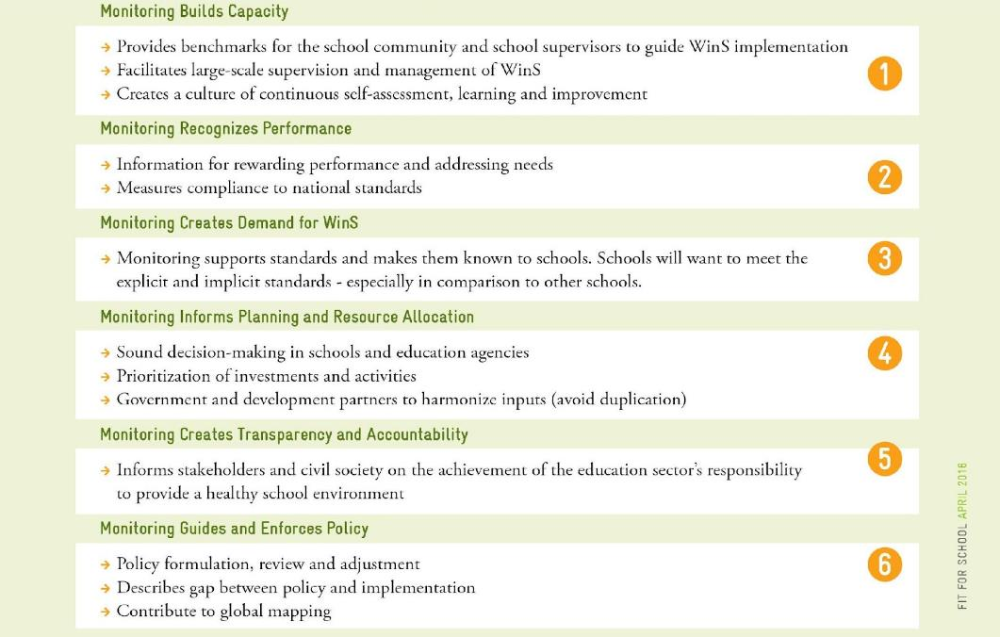 Monitoring Builds Capacity
→ Provides benchmarks for the school community and school supervisors to guide WinS implementation
→ Facilitates large-scale supervision and management of WinS
→ Creates a culture of continuous self-assessment, learning and improvement
1
Monitoring Recognizes Performance
→ Information for rewarding performance and addressing needs
→ Measures compliance to national standards
2
Monitoring Creates Demand for WinS
→ Monitoring supports standards and makes them known to schools. Schools will want to meet the
explicit and implicit standards - especially in comparison to other schools.
3
Monitoring Informs Planning and Resource Allocation
→ Sound decision-making in schools and education agencies
→ Prioritization of investments and activities
→ Government and development partners to harmonize inputs (avoid duplication)
4
Monitoring Creates Transparency and Accountability
→ Informs stakeholders and civil society on the achievement of the education sector's responsibility
to provide a healthy school environment
5
Monitoring Guides and Enforces Policy
→ Policy formulation, review and adjustment
→ Describes gap between policy and implementation
→ Contribute to global mapping
6
FIT FOR SCHOOL APRIL 2016